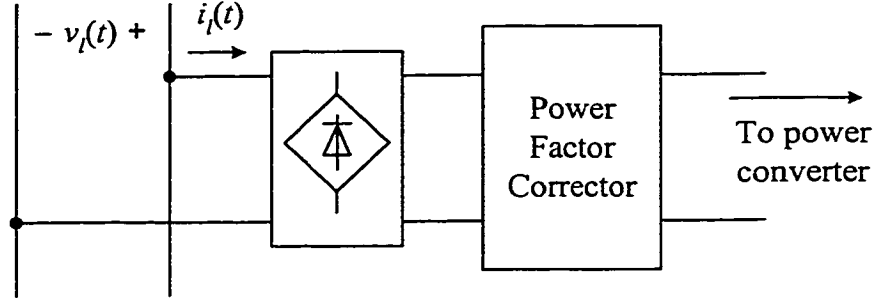 − v_l(t) +
i_l(t)
Power
Factor
Corrector
To power
converter